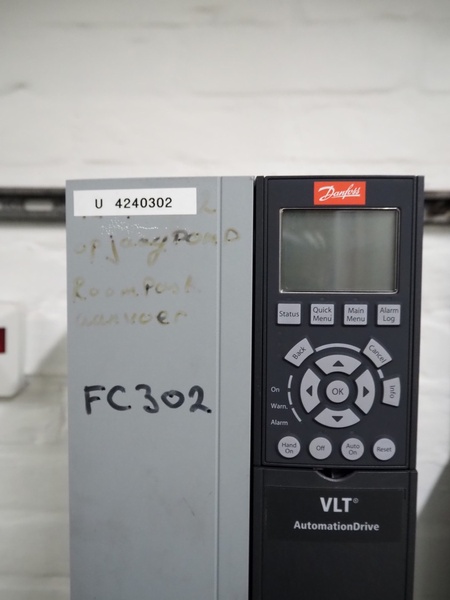 U 4240302
FC302
Danfoss
Status
Quick Menu
Main Menu
Alarm Log
Back
Cancel
Info
OK
On
Warn.
Alarm
Hand On
Off
Auto On
Reset
VLT®
AutomationDrive